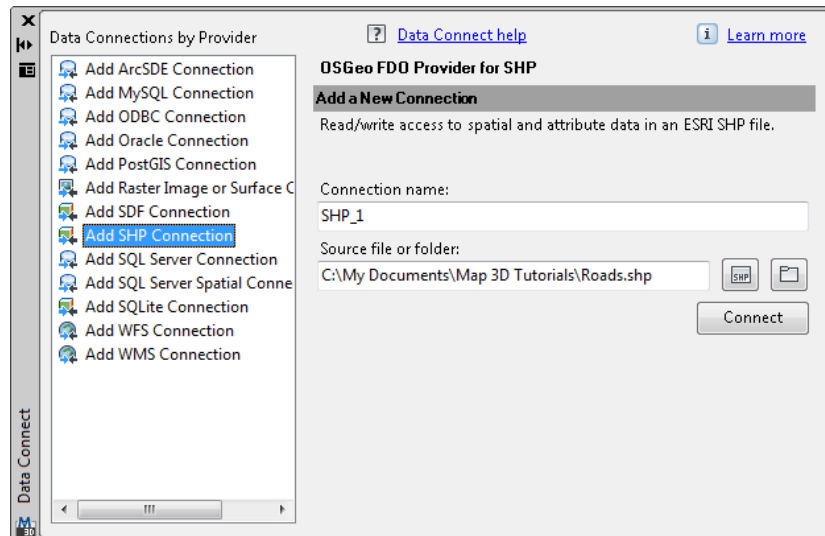 Data Connections by Provider
Add ArcSDE Connection
Add MySQL Connection
Add ODBC Connection
Add Oracle Connection
Add PostGIS Connection
Add Raster Image or Surface C
Add SDF Connection
Add SHP Connection
Add SQL Server Connection
Add SQL Server Spatial Conne
Add SQLite Connection
Add WFS Connection
Add WMS Connection
Data Connect
? Data Connect help
i Learn more
OSGeo FDO Provider for SHP
Add a New Connection
Read/write access to spatial and attribute data in an ESRI SHP file.
Connection name:
SHP_1
Source file or folder:
C:\My Documents\Map 3D Tutorials\Roads.shp
SHP
Connect
M 3D